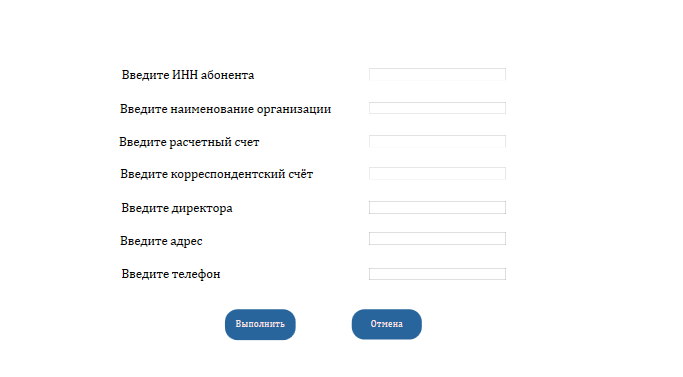 Введите ИНН абонента
Введите наименование организации
Введите расчетный счет
Введите корреспондентский счёт
Введите директора
Введите адрес
Введите телефон
Выполнить
Отмена